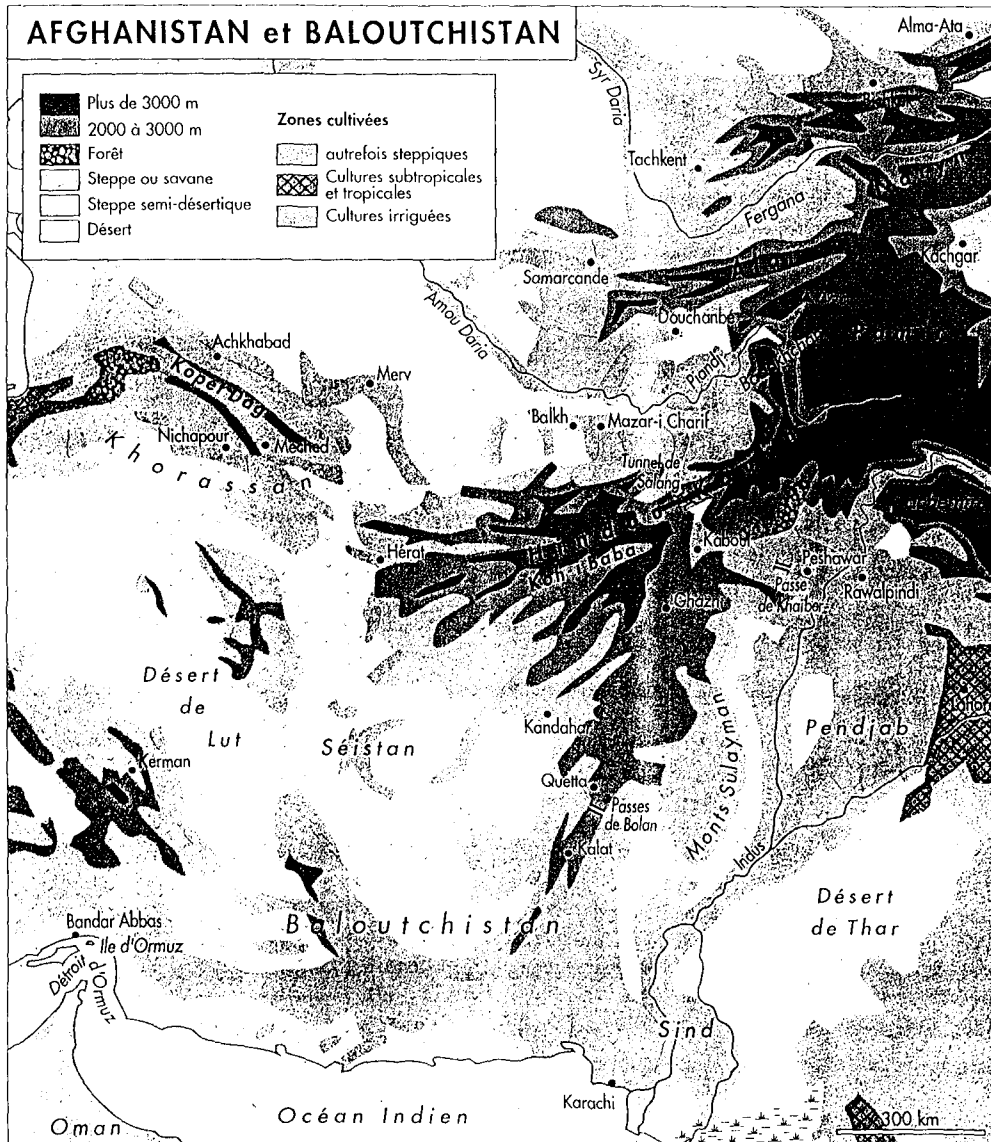 AFGHANISTAN et BALOUTCHISTAN
Plus de 3000 m
2000 à 3000 m
Forêt
Steppe ou savane
Steppe semi-désertique
Désert
Zones cultivées
autrefois steppiques
Cultures subtropicales
et tropicales
Cultures irriguées
Alma-Ata
Syr Daria
Tachkent
Fergana
Kachgar
Samarcande
Amou Daria
Douchanbé
Piandj
Achkhabad
Kopet Dag
Merv
Balkh
Mazar-i Charif
Nichapour
Meched
Khorassan
Tunnel de
Salang
Hérat
Koh-i Baba
Kaboul
Peshawar
Passe
de Khaiber
Rawalpindi
Ghazni
Désert
de
Lut
Séistan
Kandahar
Monts Sulayman
Pendjab
Lahore
Kerman
Quetta
Passes
de Bolan
Kalat
Indus
Désert
de Thar
Baloutchistan
Bandar Abbas
Ile d'Ormuz
Détroit
d'Ormuz
Sind
Karachi
Oman
Océan Indien
300 km